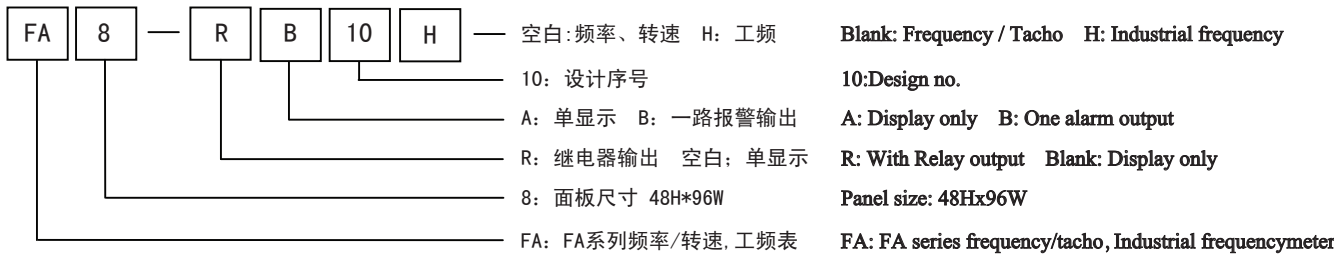 FA 8 — R B 10 H — 空白:频率、转速 H: 工频 Blank: Frequency / Tacho H: Industrial frequency
10: 设计序号 10:Design no.
A: 单显示 B: 一路报警输出 A: Display only B: One alarm output
R: 继电器输出 空白; 单显示 R: With Relay output Blank: Display only
8: 面板尺寸 48H*96W Panel size: 48Hx96W
FA: FA系列频率/转速,工频表 FA: FA series frequency/tacho, Industrial frequencymeter